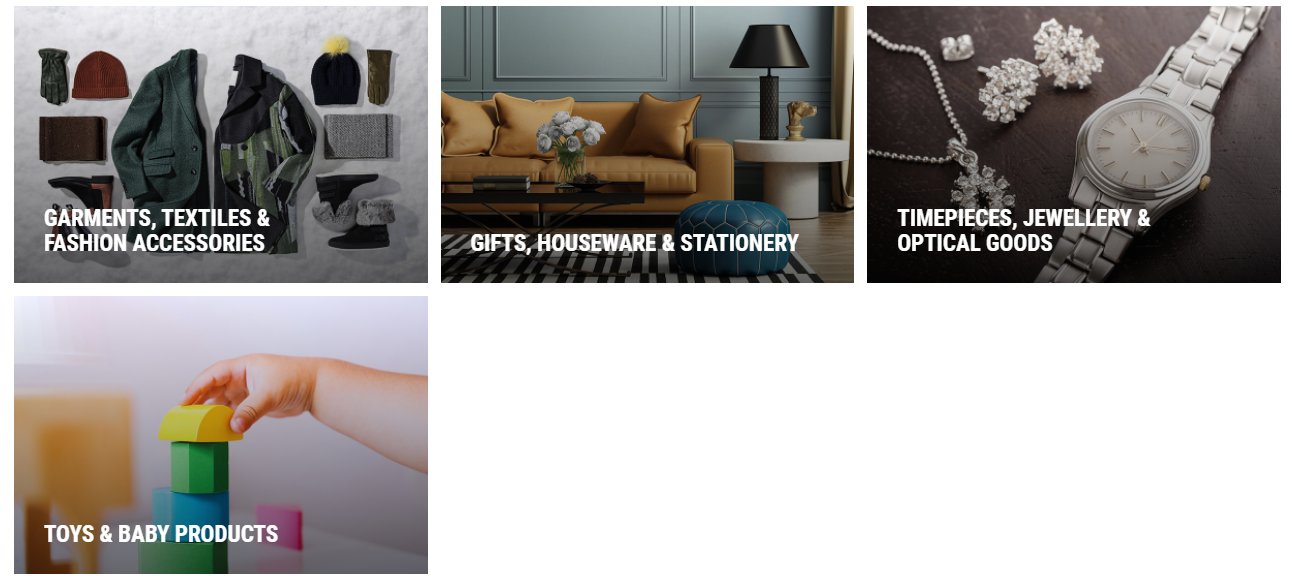 GARMENTS, TEXTILES &
FASHION ACCESSORIES
GIFTS, HOUSEWARE & STATIONERY
TIMEPIECES, JEWELLERY &
OPTICAL GOODS
TOYS & BABY PRODUCTS